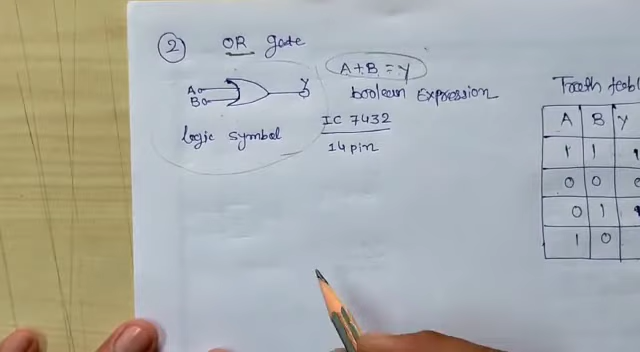 2 OR gate
A+B=Y
boolean Expression
A
B
Y
logic symbol
IC 7432
14 pin
Truth
A B Y
1 1
0 0
0 1
1 0